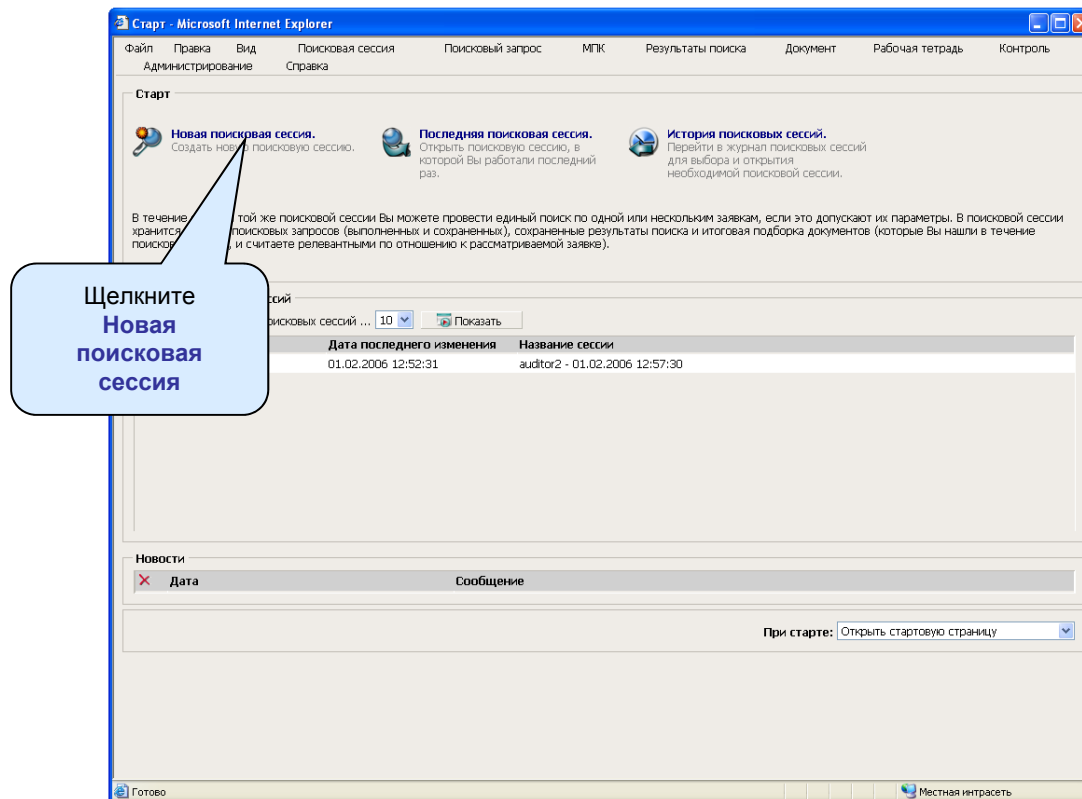 Старт - Microsoft Internet Explorer
Файл Правка Вид Поисковая сессия Поисковый запрос МПК Результаты поиска Документ Рабочая тетрадь Контроль
Администрирование Справка
Старт
Новая поисковая сессия.
Создать новую поисковую сессию.
Последняя поисковая сессия.
Открыть поисковую сессию, в
которой Вы работали последний
раз.
История поисковых сессий.
Перейти в журнал поисковых сессий
для выбора и открытия
необходимой поисковой сессии.
В течение той же поисковой сессии Вы можете провести единый поиск по одной или нескольким заявкам, если это допускают их параметры. В поисковой сессии
хранится поисковых запросов (выполненных и сохраненных), сохраненные результаты поиска и итоговая подборка документов (которые Вы нашли в течение
поиско , и считаете релевантными по отношению к рассматриваемой заявке).
Щелкните
Новая
поисковая
сессия
ссий
исковых сессий ... 10 Показать
Дата последнего изменения Название сессии
01.02.2006 12:52:31 auditor2 - 01.02.2006 12:57:30
Новости
Дата Сообщение
При старте: Открыть стартовую страницу
Готово Местная интрасеть